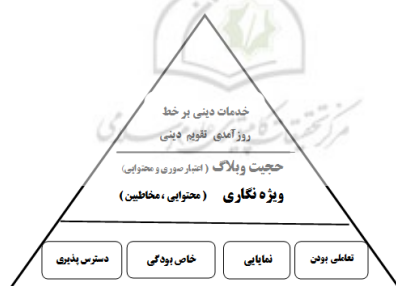 خدمات دینی بر خط
روزآمدی تقویم دینی
حجیت وبلاگ ( اعتبار صوری و محتوایی)
ویژه نگاری ( محتوایی ، مخاطبین )
تعاملی بودن نمایایی خاص بودگی دسترس پذیری